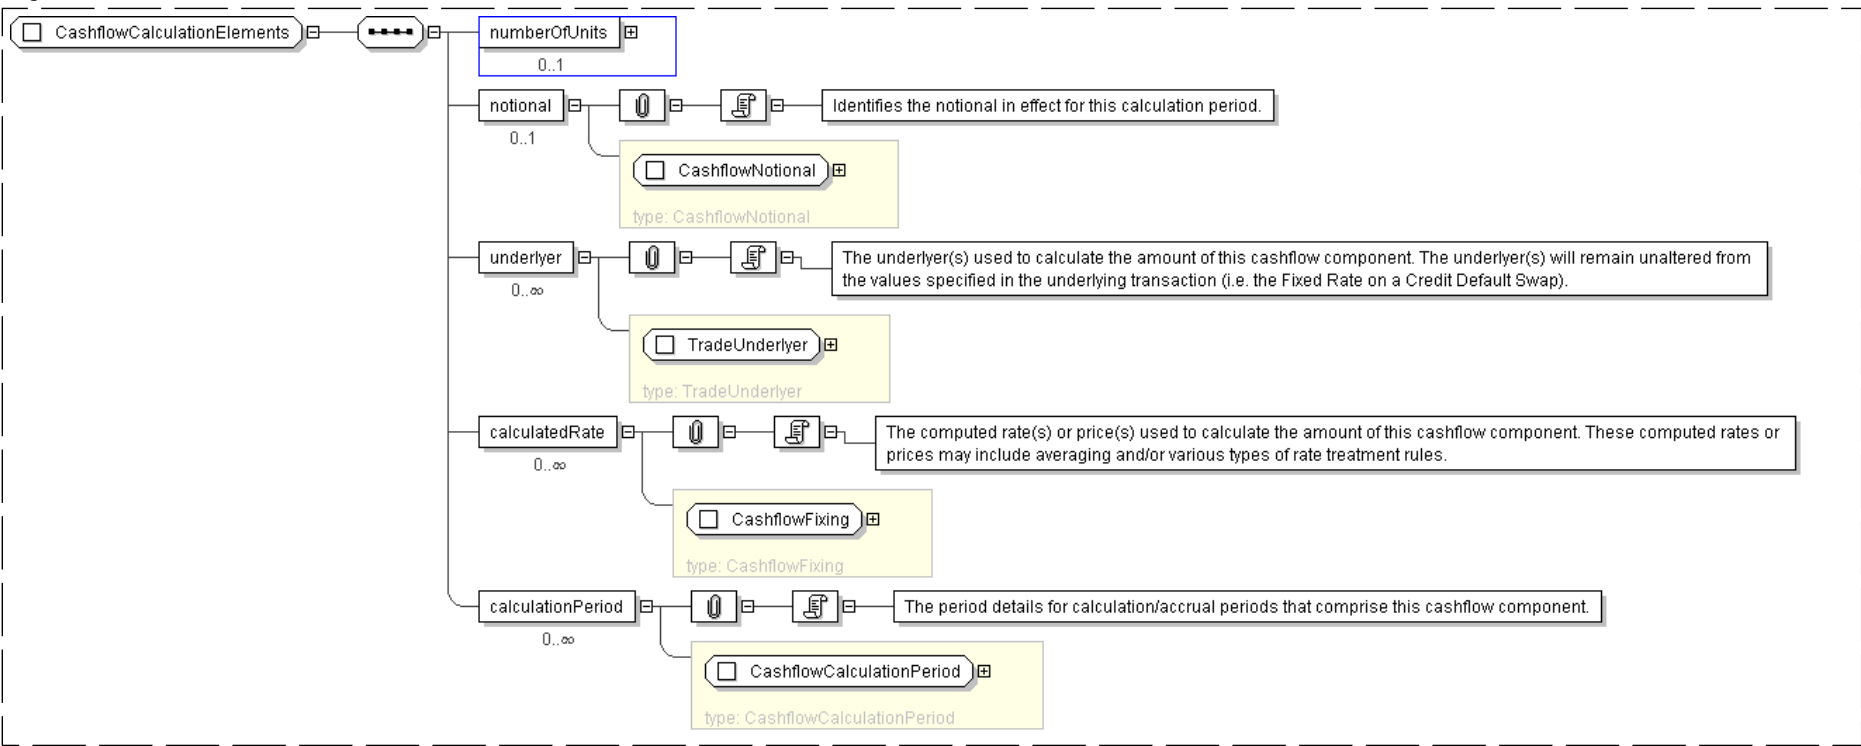 CashflowCalculationElements
numberOfUnits
0..1
notional
Identifies the notional in effect for this calculation period.
0..1
CashflowNotional
type: CashflowNotional
underlyer
The underlyer(s) used to calculate the amount of this cashflow component. The underlyer(s) will remain unaltered from
the values specified in the underlying transaction (i.e. the Fixed Rate on a Credit Default Swap).
0..∞
TradeUnderlyer
type: TradeUnderlyer
calculatedRate
The computed rate(s) or price(s) used to calculate the amount of this cashflow component. These computed rates or
prices may include averaging and/or various types of rate treatment rules.
0..∞
CashflowFixing
type: CashflowFixing
calculationPeriod
The period details for calculation/accrual periods that comprise this cashflow component.
0..∞
CashflowCalculationPeriod
type: CashflowCalculationPeriod